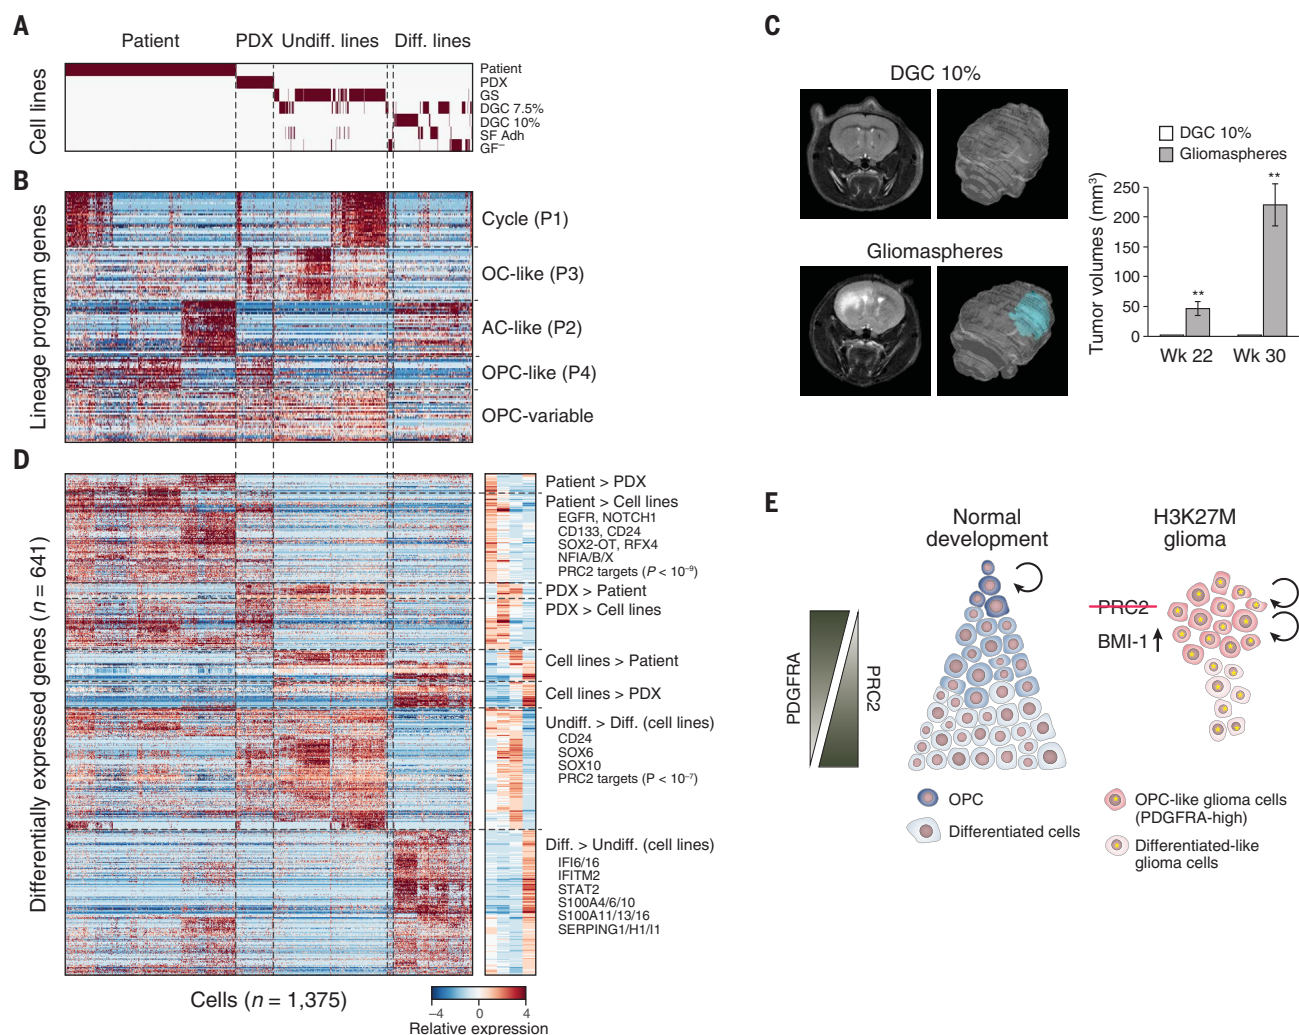 A
Patient PDX Undiff. lines Diff. lines
Cell lines
Patient
PDX
GS
DGC 7.5%
DGC 10%
SF Adh
GF⁻
B
Lineage program genes
Cycle (P1)
OC-like (P3)
AC-like (P2)
OPC-like (P4)
OPC-variable
C
DGC 10%
Gliomaspheres
DGC 10%
Gliomaspheres
Tumor volumes (mm³)
250
200
150
100
50
0
**
**
Wk 22 Wk 30
D
Differentially expressed genes (n = 641)
Patient > PDX
Patient > Cell lines
EGFR, NOTCH1
CD133, CD24
SOX2-OT, RFX4
NFIA/B/X
PRC2 targets (P < 10⁻⁹)
PDX > Patient
PDX > Cell lines
Cell lines > Patient
Cell lines > PDX
Undiff. > Diff. (cell lines)
CD24
SOX6
SOX10
PRC2 targets (P < 10⁻⁷)
Diff. > Undiff. (cell lines)
IFI6/16
IFITM2
STAT2
S100A4/6/10
S100A11/13/16
SERPING1/H1/I1
Cells (n = 1,375)
−4 0 4
Relative expression
E
Normal
development
H3K27M
glioma
PDGFRA
PRC2
PRC2
BMI-1
OPC
Differentiated cells
OPC-like glioma cells
(PDGFRA-high)
Differentiated-like
glioma cells